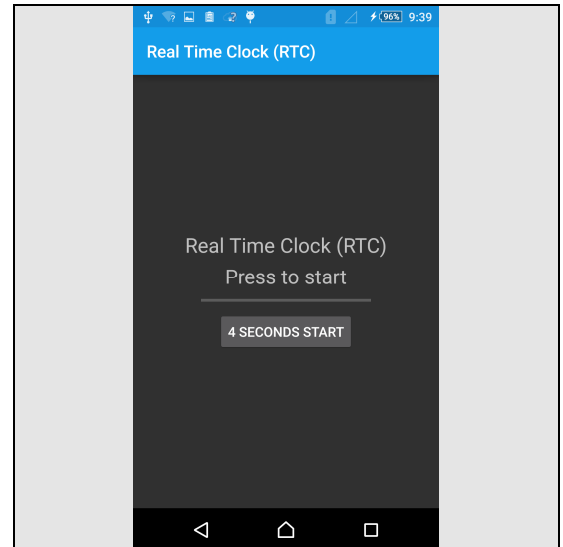 96% 9:39
Real Time Clock (RTC)
Real Time Clock (RTC)
Press to start
4 SECONDS START